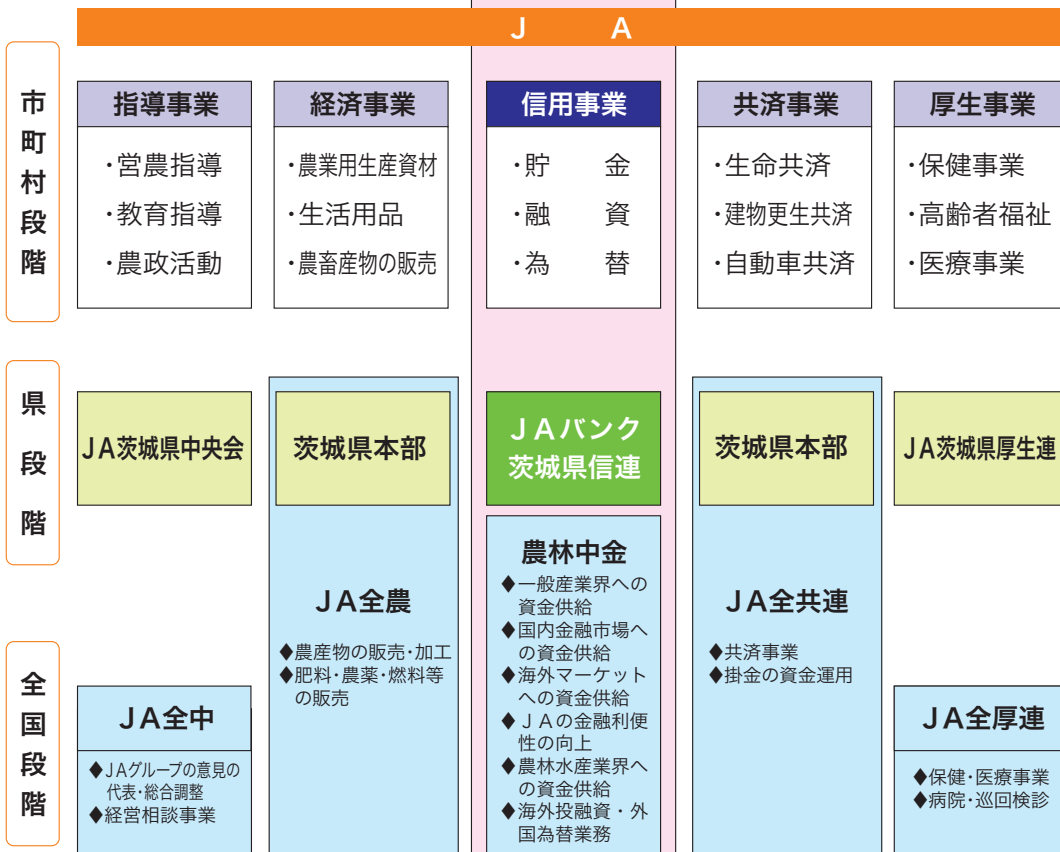 ＪＡ
市町村段階
指導事業
・営農指導
・教育指導
・農政活動
経済事業
・農業用生産資材
・生活用品
・農畜産物の販売
信用事業
・貯金
・融資
・為替
共済事業
・生命共済
・建物更生共済
・自動車共済
厚生事業
・保健事業
・高齢者福祉
・医療事業
県段階
ＪＡ茨城県中央会
茨城県本部
ＪＡバンク
茨城県信連
茨城県本部
ＪＡ茨城県厚生連
全国段階
ＪＡ全中
◆ＪＡグループの意見の
代表・総合調整
◆経営相談事業
ＪＡ全農
◆農産物の販売・加工
◆肥料・農薬・燃料等
の販売
農林中金
◆一般産業界への
資金供給
◆国内金融市場へ
の資金供給
◆海外マーケット
への資金供給
◆ＪＡの金融利便
性の向上
◆農林水産業界へ
の資金供給
◆海外投融資・外
国為替業務
ＪＡ全共連
◆共済事業
◆掛金の資金運用
ＪＡ全厚連
◆保健・医療事業
◆病院・巡回検診